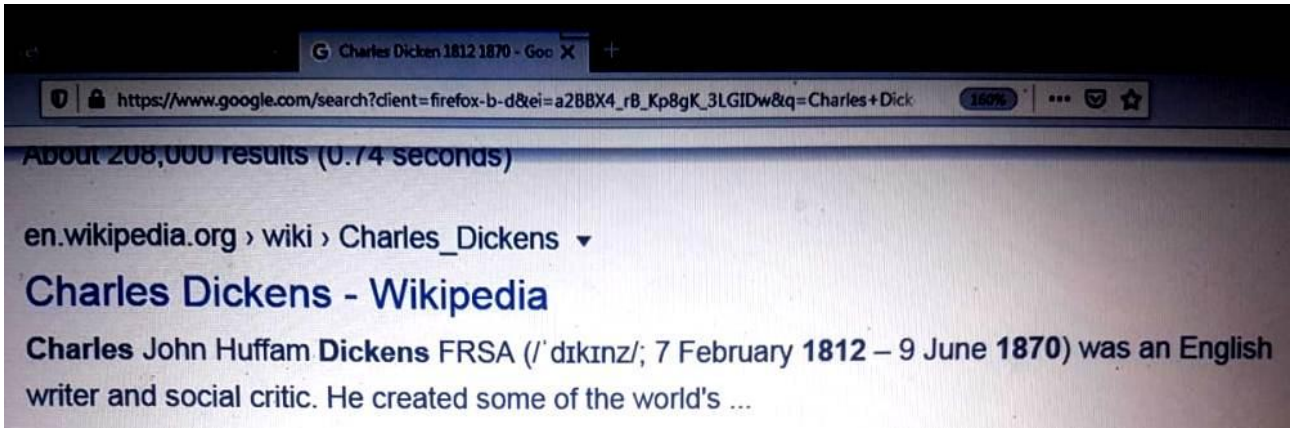 G Charles Dicken 1812 1870 - Goo X +
https://www.google.com/search?client=firefox-b-d&ei=a2BBX4_rB_Kp8gK_3LGIDw&q=Charles+Dick 160% ...
About 208,000 results (0.74 seconds)
en.wikipedia.org › wiki › Charles_Dickens ▾
Charles Dickens - Wikipedia
Charles John Huffam Dickens FRSA (/ˈdɪkɪnz/; 7 February 1812 – 9 June 1870) was an English
writer and social critic. He created some of the world's ...